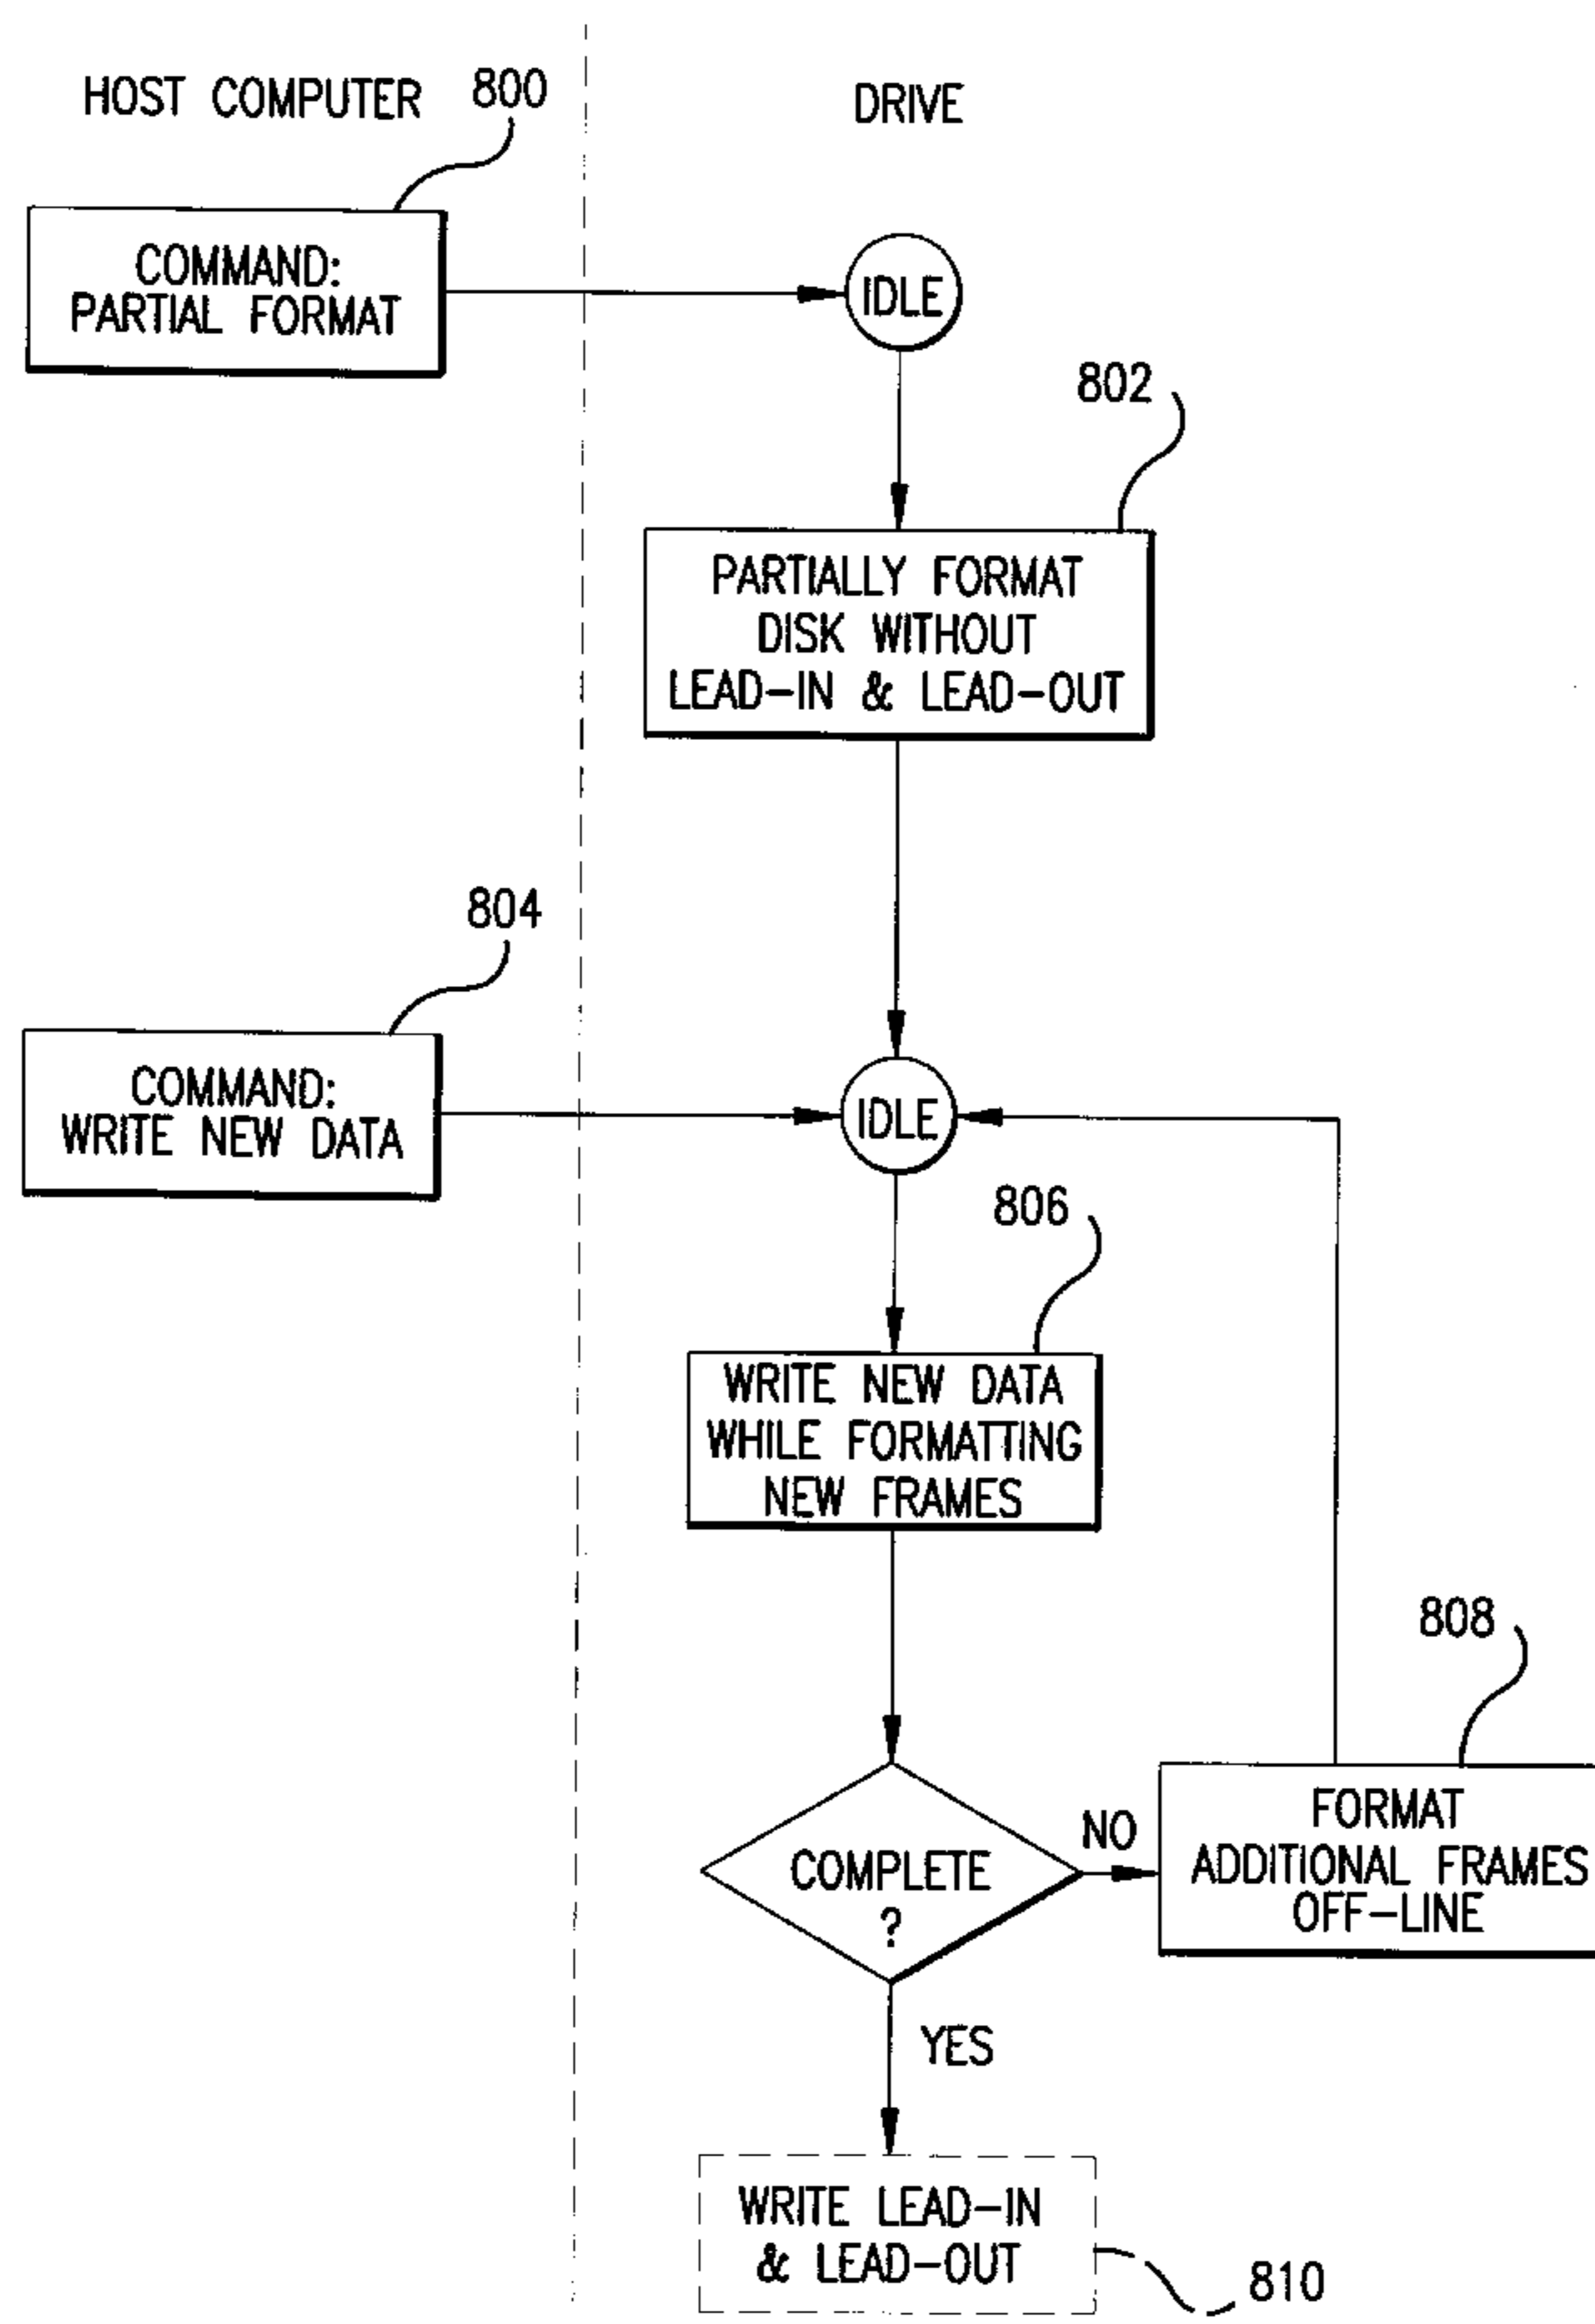 HOST COMPUTER
800
DRIVE
COMMAND:
PARTIAL FORMAT
IDLE
802
PARTIALLY FORMAT
DISK WITHOUT
LEAD-IN & LEAD-OUT
804
COMMAND:
WRITE NEW DATA
IDLE
806
WRITE NEW DATA
WHILE FORMATTING
NEW FRAMES
808
COMPLETE
?
NO
FORMAT
ADDITIONAL FRAMES
OFF-LINE
YES
WRITE LEAD-IN
& LEAD-OUT
810